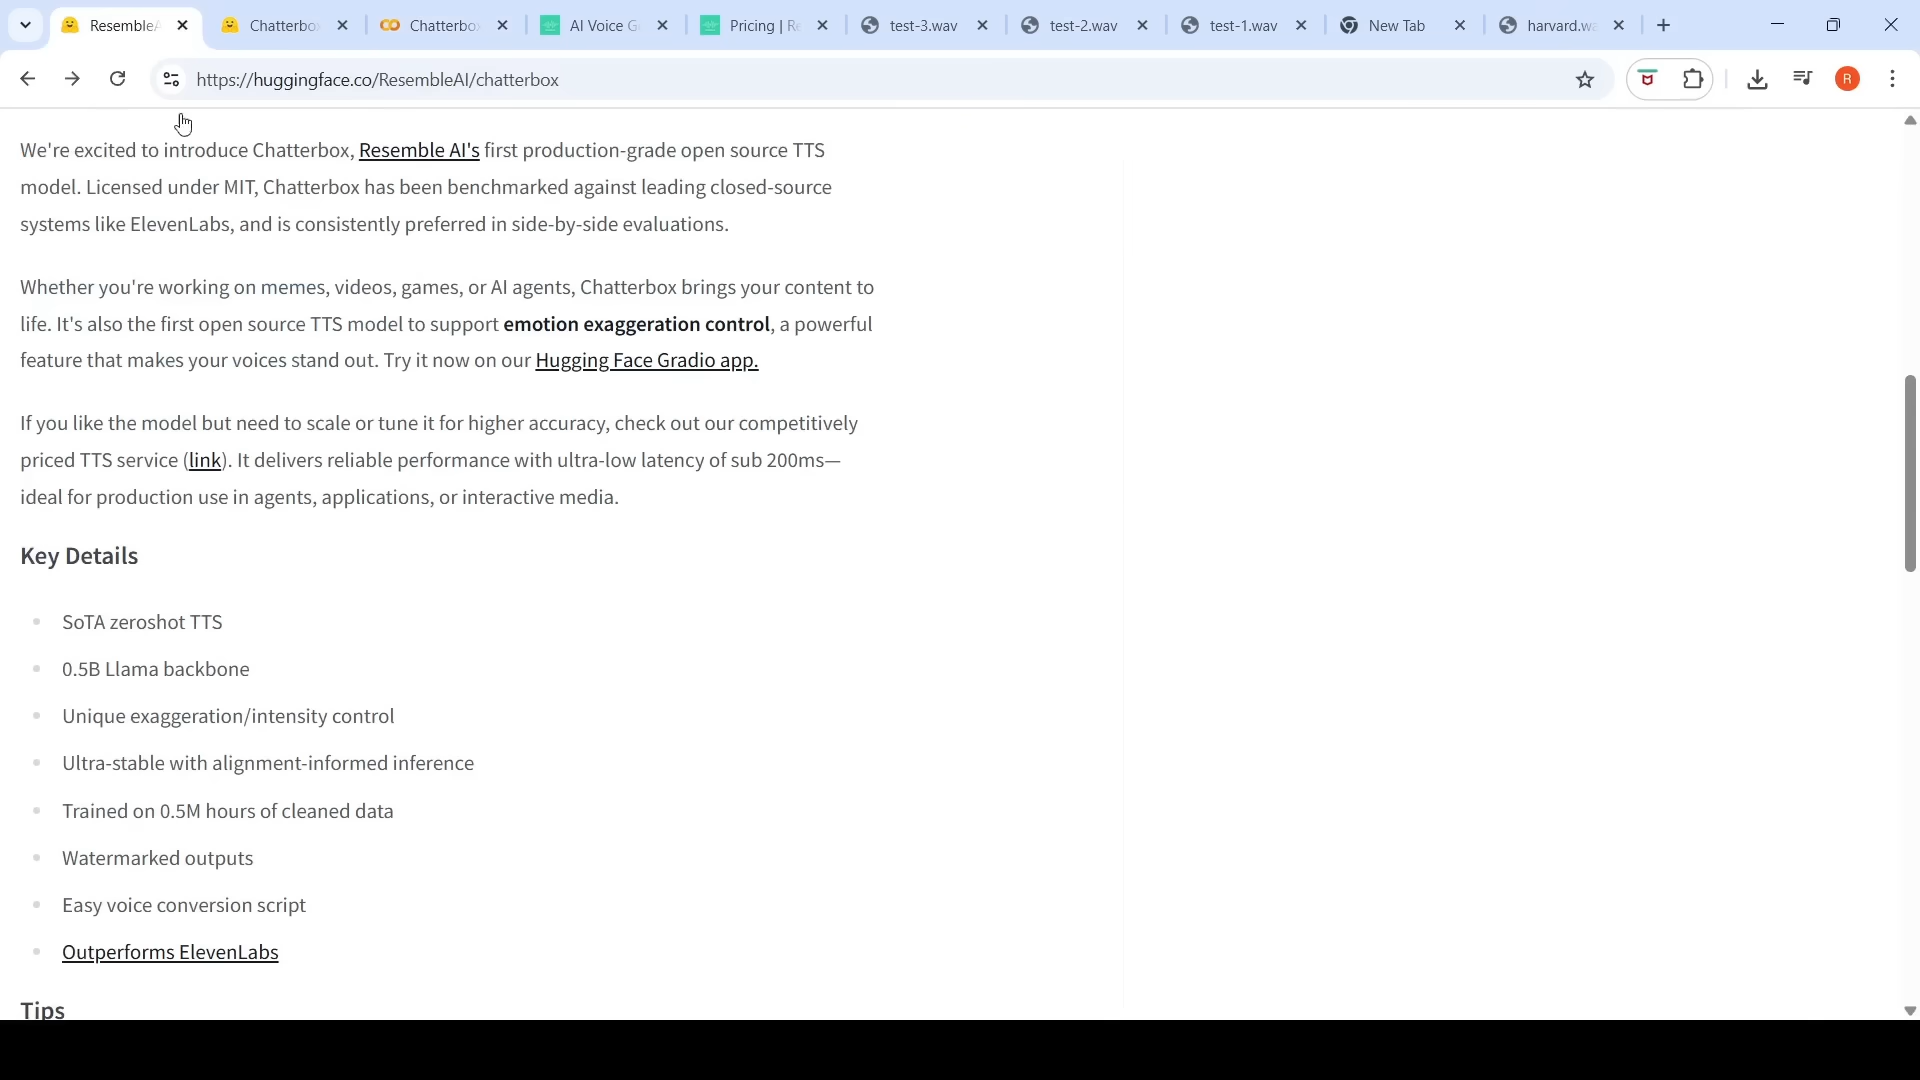 Resemble
Chatterbo
Chatterbo
AI Voice G
Pricing | R
test-3.wav
test-2.wav
test-1.wav
New Tab
harvard.wa
https://huggingface.co/ResembleAI/chatterbox
R
We're excited to introduce Chatterbox, Resemble AI's first production-grade open source TTS
model. Licensed under MIT, Chatterbox has been benchmarked against leading closed-source
systems like ElevenLabs, and is consistently preferred in side-by-side evaluations.
Whether you're working on memes, videos, games, or AI agents, Chatterbox brings your content to
life. It's also the first open source TTS model to support emotion exaggeration control, a powerful
feature that makes your voices stand out. Try it now on our Hugging Face Gradio app.
If you like the model but need to scale or tune it for higher accuracy, check out our competitively
priced TTS service (link). It delivers reliable performance with ultra-low latency of sub 200ms—
ideal for production use in agents, applications, or interactive media.
Key Details
SoTA zeroshot TTS
0.5B Llama backbone
Unique exaggeration/intensity control
Ultra-stable with alignment-informed inference
Trained on 0.5M hours of cleaned data
Watermarked outputs
Easy voice conversion script
Outperforms ElevenLabs
Tips